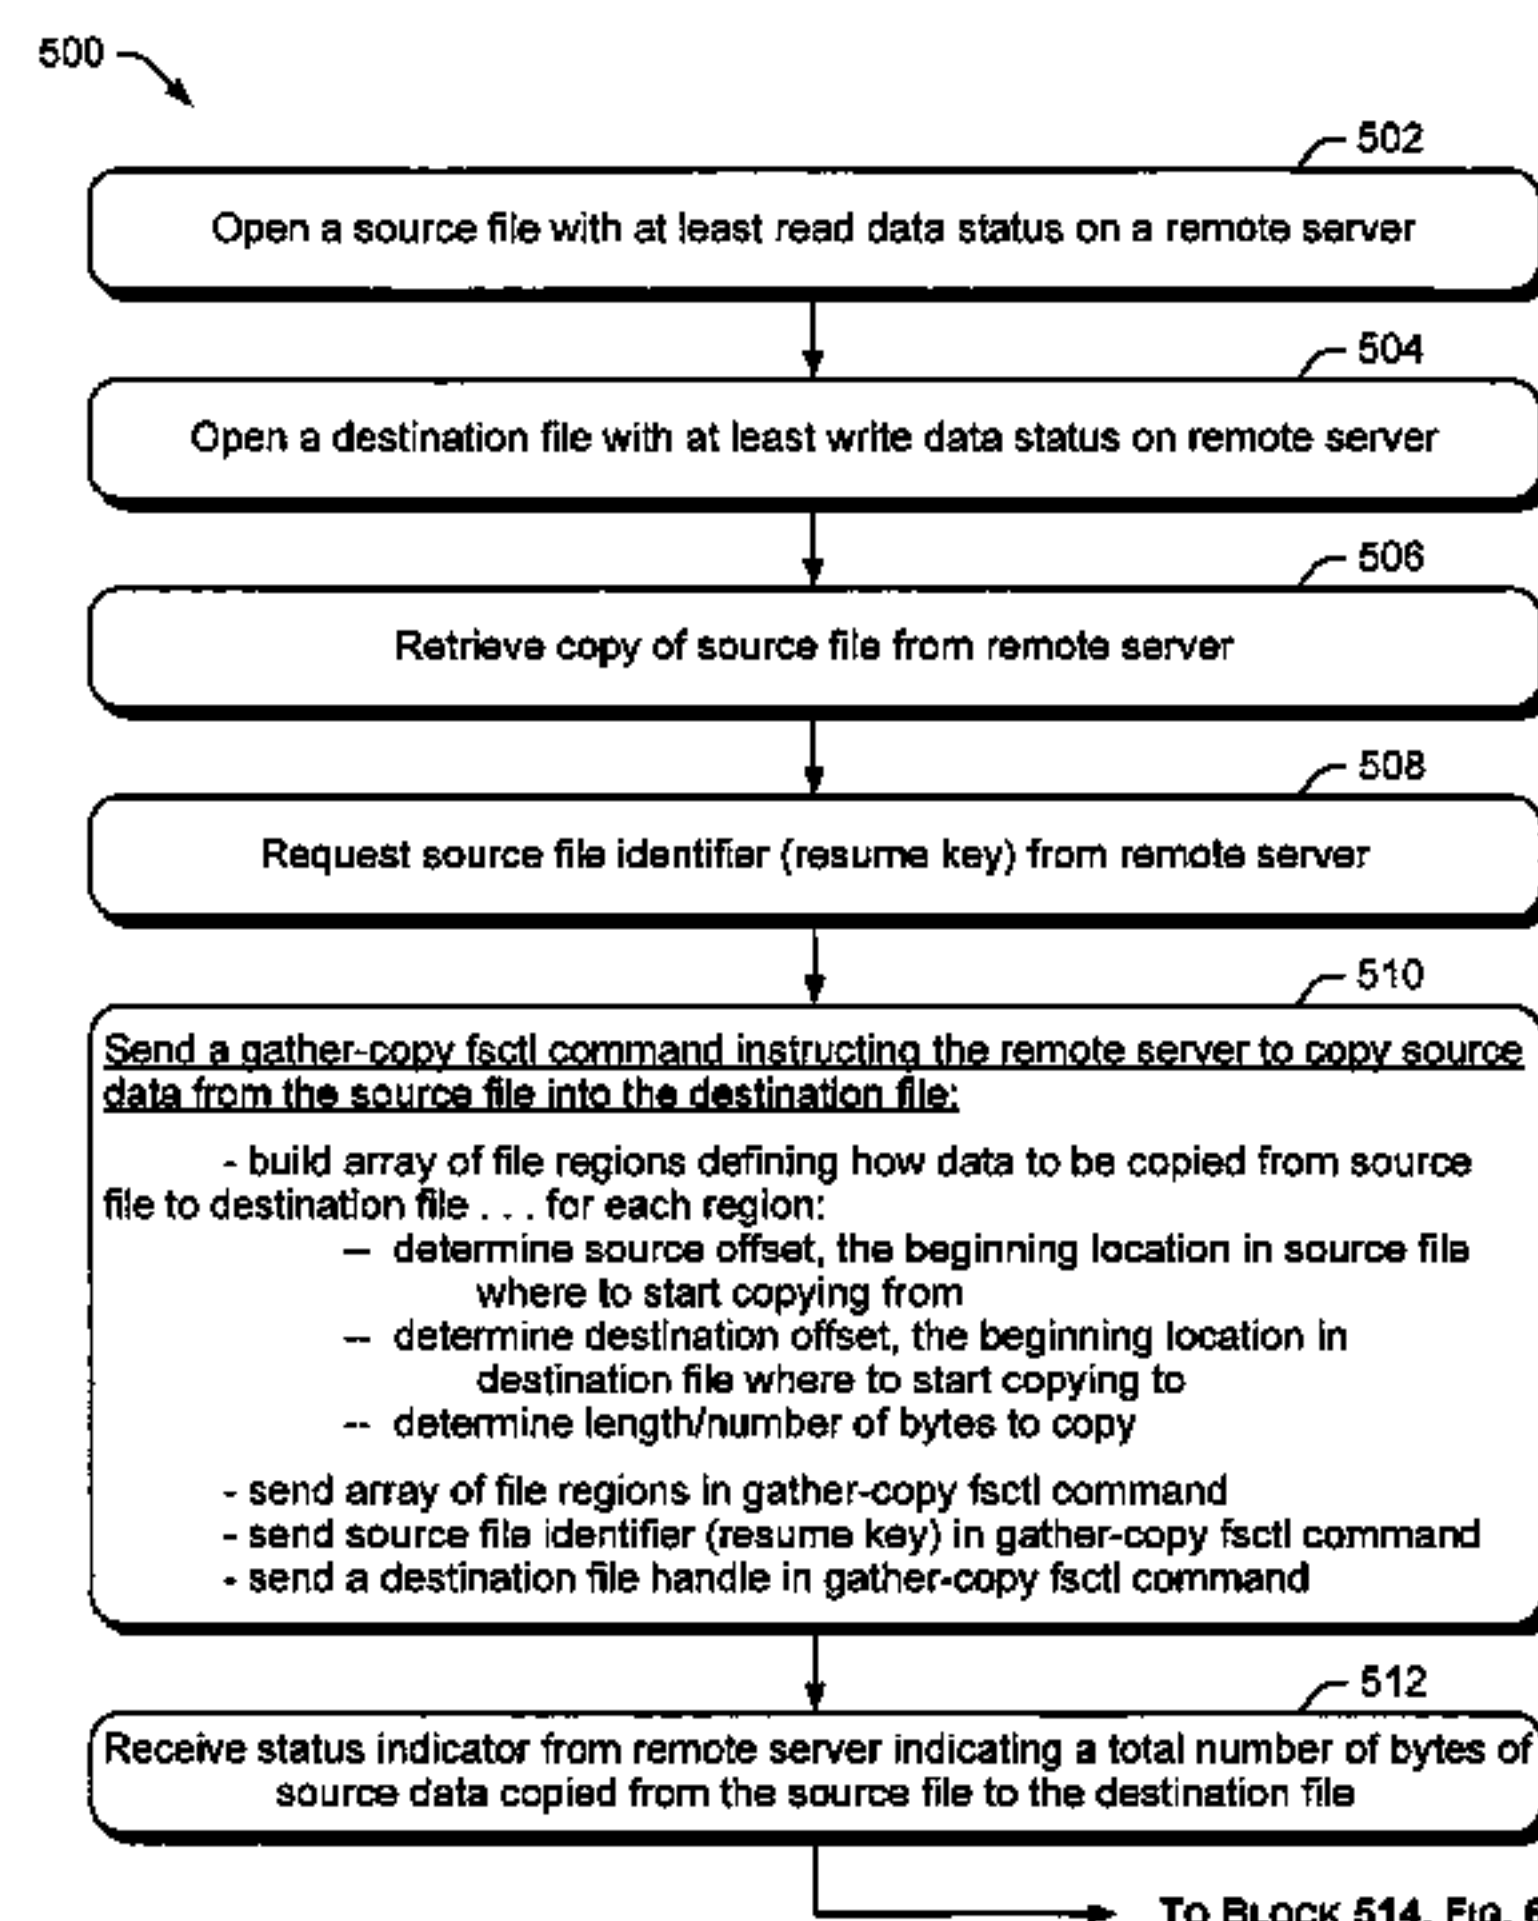 500
502
Open a source file with at least read data status on a remote server
504
Open a destination file with at least write data status on remote server
506
Retrieve copy of source file from remote server
508
Request source file identifier (resume key) from remote server
510
Send a gather-copy fsctl command instructing the remote server to copy source
data from the source file into the destination file:
- build array of file regions defining how data to be copied from source
file to destination file . . . for each region:
-- determine source offset, the beginning location in source file
where to start copying from
-- determine destination offset, the beginning location in
destination file where to start copying to
-- determine length/number of bytes to copy
- send array of file regions in gather-copy fsctl command
- send source file identifier (resume key) in gather-copy fsctl command
- send a destination file handle in gather-copy fsctl command
512
Receive status indicator from remote server indicating a total number of bytes of
source data copied from the source file to the destination file
TO BLOCK 514, FIG.